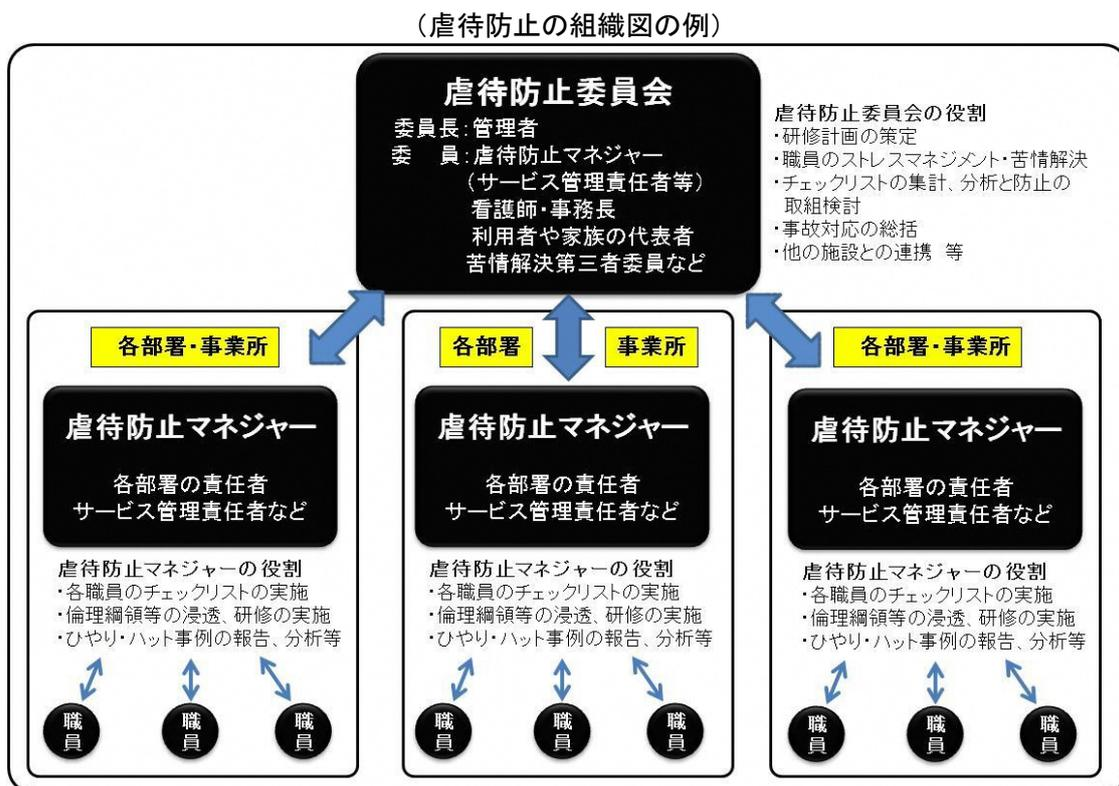 （虐待防止の組織図の例）
虐待防止委員会
委員長：管理者
委　員：虐待防止マネジャー
（サービス管理責任者等）
看護師・事務長
利用者や家族の代表者
苦情解決第三者委員など
虐待防止委員会の役割
・研修計画の策定
・職員のストレスマネジメント・苦情解決
・チェックリストの集計、分析と防止の
取組検討
・事故対応の総括
・他の施設との連携　等
各部署・事業所
虐待防止マネジャー
各部署の責任者
サービス管理責任者など
虐待防止マネジャーの役割
・各職員のチェックリストの実施
・倫理綱領等の浸透、研修の実施
・ひやり・ハット事例の報告、分析等
職員
職員
職員
各部署
事業所
虐待防止マネジャー
各部署の責任者
サービス管理責任者など
虐待防止マネジャーの役割
・各職員のチェックリストの実施
・倫理綱領等の浸透、研修の実施
・ひやり・ハット事例の報告、分析等
職員
職員
職員
各部署・事業所
虐待防止マネジャー
各部署の責任者
サービス管理責任者など
虐待防止マネジャーの役割
・各職員のチェックリストの実施
・倫理綱領等の浸透、研修の実施
・ひやり・ハット事例の報告、分析等
職員
職員
職員